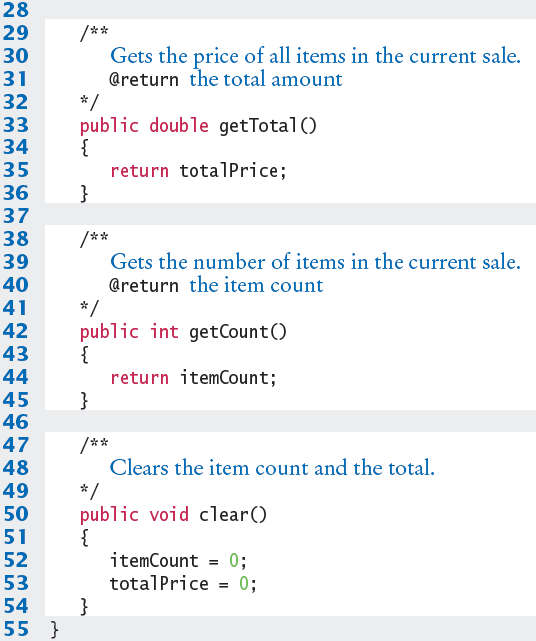 28
29 /**
30 Gets the price of all items in the current sale.
31 @return the total amount
32 */
33 public double getTotal()
34 {
35 return totalPrice;
36 }
37
38 /**
39 Gets the number of items in the current sale.
40 @return the item count
41 */
42 public int getCount()
43 {
44 return itemCount;
45 }
46
47 /**
48 Clears the item count and the total.
49 */
50 public void clear()
51 {
52 itemCount = 0;
53 totalPrice = 0;
54 }
55 }